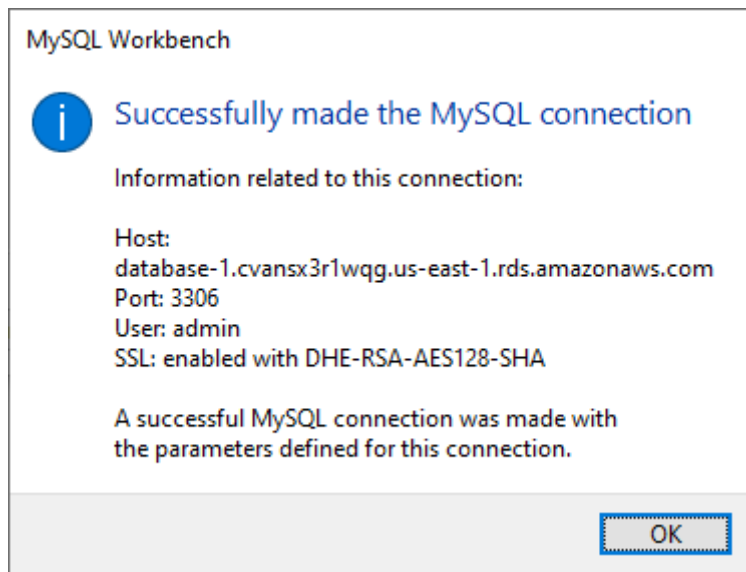 MySQL Workbench
Successfully made the MySQL connection
Information related to this connection:
Host:
database-1.cvansx3r1wqg.us-east-1.rds.amazonaws.com
Port: 3306
User: admin
SSL: enabled with DHE-RSA-AES128-SHA
A successful MySQL connection was made with
the parameters defined for this connection.
OK